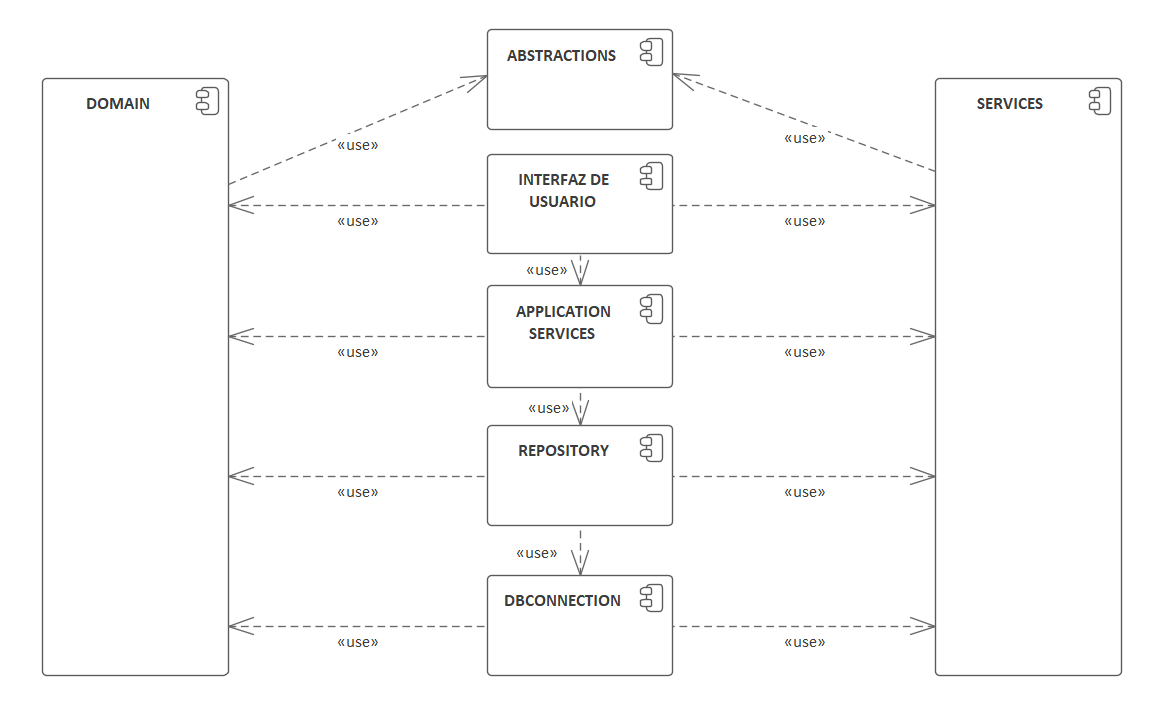 ABSTRACTIONS
DOMAIN
SERVICES
«use»
«use»
INTERFAZ DE
USUARIO
«use»
«use»
«use»
APPLICATION
SERVICES
«use»
«use»
«use»
REPOSITORY
«use»
«use»
«use»
DBCONNECTION
«use»
«use»